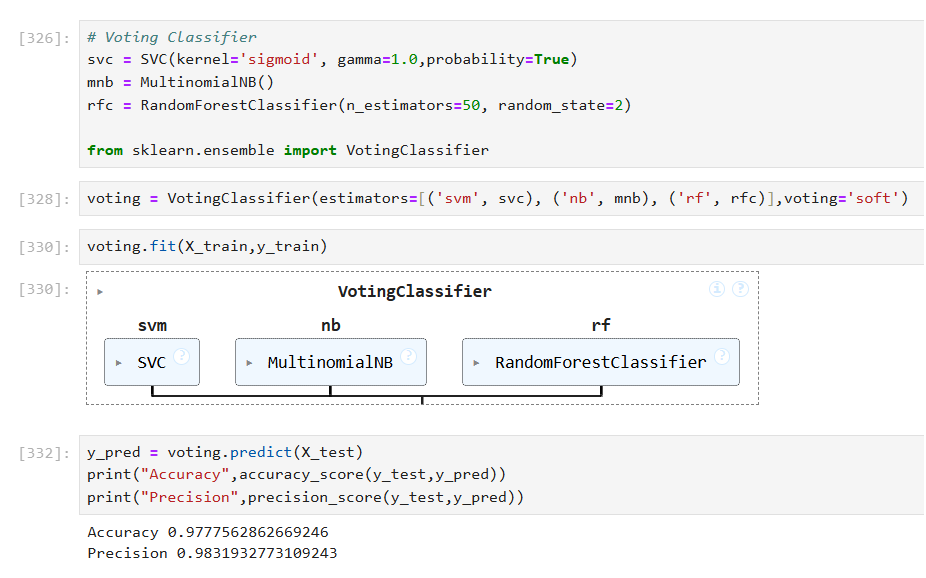 [326]:
# Voting Classifier
svc = SVC(kernel='sigmoid', gamma=1.0,probability=True)
mnb = MultinomialNB()
rfc = RandomForestClassifier(n_estimators=50, random_state=2)
from sklearn.ensemble import VotingClassifier
[328]:
voting = VotingClassifier(estimators=[('svm', svc), ('nb', mnb), ('rf', rfc)],voting='soft')
[330]:
voting.fit(X_train,y_train)
[330]:
▸ VotingClassifier i ?
svm nb rf
▸ SVC ? ▸ MultinomialNB ? ▸ RandomForestClassifier ?
[332]:
y_pred = voting.predict(X_test)
print("Accuracy",accuracy_score(y_test,y_pred))
print("Precision",precision_score(y_test,y_pred))
Accuracy 0.9777562862669246
Precision 0.9831932773109243